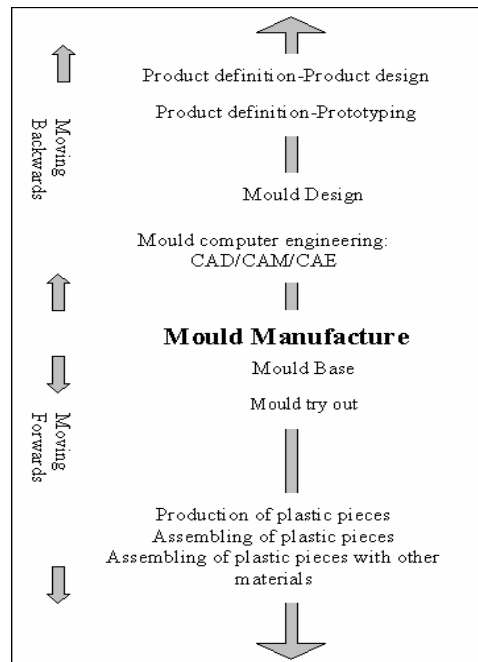 Product definition-Product design
Product definition-Prototyping
Moving
Backwards
Mould Design
Mould computer engineering:
CAD/CAM/CAE
Mould Manufacture
Mould Base
Mould try out
Moving
Forwards
Production of plastic pieces
Assembling of plastic pieces
Assembling of plastic pieces with other
materials